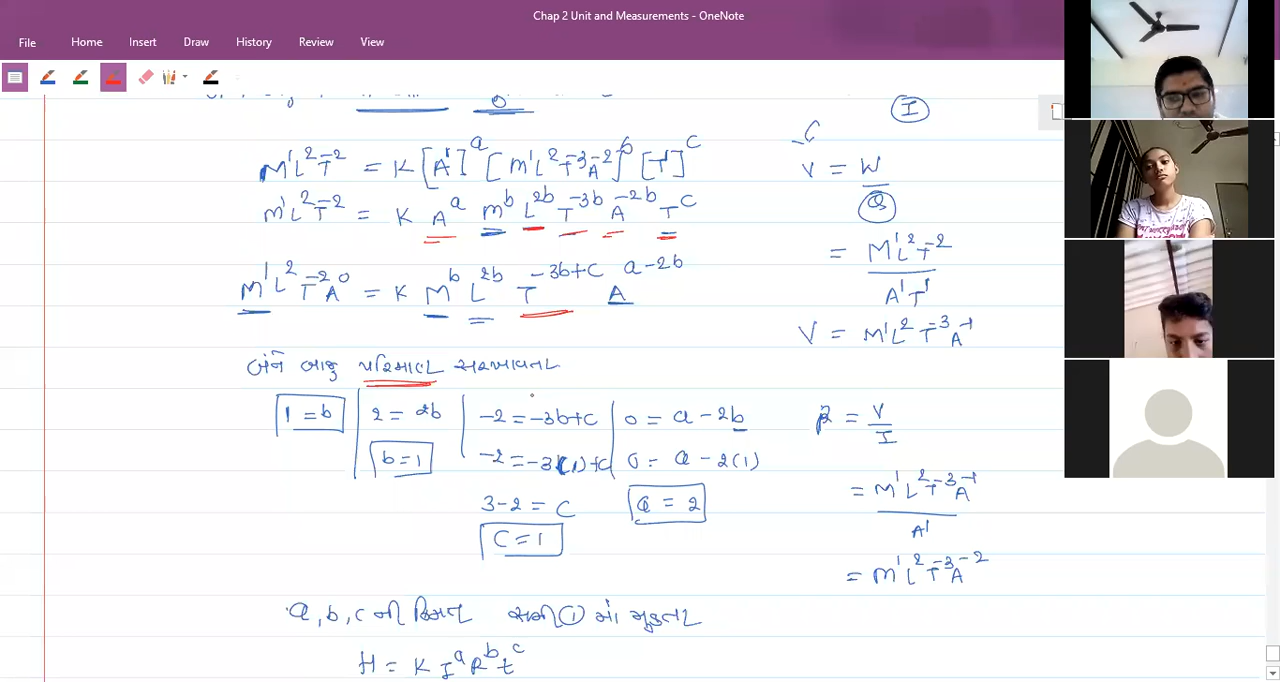 Chap 2 Unit and Measurements - OneNote
File Home Insert Draw History Review View
M¹L²T⁻² = K [A¹]ᵃ [M¹L²T⁻³A⁻²]ᵇ [T¹]ᶜ
M¹L²T⁻² = K Aᵃ Mᵇ L²ᵇ T⁻³ᵇ A⁻²ᵇ Tᶜ
M¹L²T⁻²A⁰ = K Mᵇ L²ᵇ T⁻³ᵇ⁺ᶜ Aᵃ⁻²ᵇ
બંને બાજુ પરિમાણ સરખાવતા
1 = b | 2 = 2b | -2 = -3b+c | 0 = a-2b
b=1 | -2 = -3(1)+c | 0 = a-2(1)
3-2 = c a = 2
c=1
a, b, c ની કિંમત સમી ① માં મુકતા
H = K Iᵃ Rᵇ tᶜ
I
V = W
Q
= M¹L²T⁻²
A¹T¹
V = M¹L²T⁻³A⁻¹
R = V
I
= M¹L²T⁻³A⁻¹
A¹
= M¹L²T⁻³A⁻²